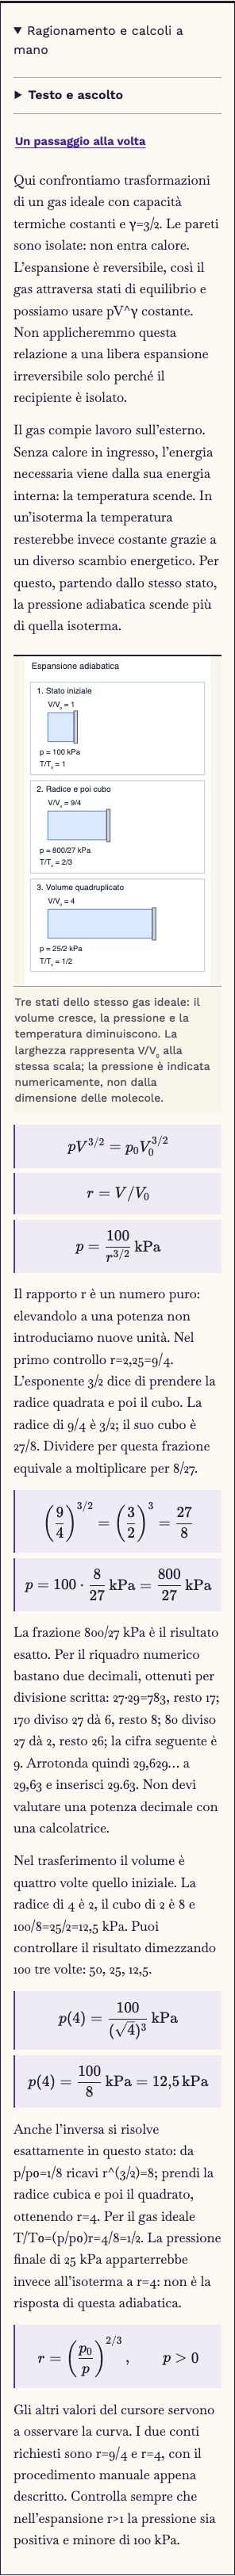 ▼ Ragionamento e calcoli a
mano
▶ Testo e ascolto
Un passaggio alla volta
Qui confrontiamo trasformazioni
di un gas ideale con capacità
termiche costanti e γ=3/2. Le pareti
sono isolate: non entra calore.
L’espansione è reversibile, così il
gas attraversa stati di equilibrio e
possiamo usare pV^γ costante.
Non applicheremmo questa
relazione a una libera espansione
irreversibile solo perché il
recipiente è isolato.
Il gas compie lavoro sull’esterno.
Senza calore in ingresso, l’energia
necessaria viene dalla sua energia
interna: la temperatura scende. In
un’isoterma la temperatura
resterebbe invece costante grazie a
un diverso scambio energetico. Per
questo, partendo dallo stesso stato,
la pressione adiabatica scende più
di quella isoterma.
Espansione adiabatica
1. Stato iniziale
V/V₀ = 1
p = 100 kPa
T/T₀ = 1
2. Radice e poi cubo
V/V₀ = 9/4
p = 800/27 kPa
T/T₀ = 2/3
3. Volume quadruplicato
V/V₀ = 4
p = 25/2 kPa
T/T₀ = 1/2
Tre stati dello stesso gas ideale: il
volume cresce, la pressione e la
temperatura diminuiscono. La
larghezza rappresenta V/V₀ alla
stessa scala; la pressione è indicata
numericamente, non dalla
dimensione delle molecole.
pV^{3/2} = p₀V₀^{3/2}
r = V/V₀
p = \frac{100}{r^{3/2}} kPa
Il rapporto r è un numero puro:
elevandolo a una potenza non
introduciamo nuove unità. Nel
primo controllo r=2,25=9/4.
L’esponente 3/2 dice di prendere la
radice quadrata e poi il cubo. La
radice di 9/4 è 3/2; il suo cubo è
27/8. Dividere per questa frazione
equivale a moltiplicare per 8/27.
\left(\frac{9}{4}\right)^{3/2} = \left(\frac{3}{2}\right)^3 = \frac{27}{8}
p = 100 · \frac{8}{27} kPa = \frac{800}{27} kPa
La frazione 800/27 kPa è il risultato
esatto. Per il riquadro numerico
bastano due decimali, ottenuti per
divisione scritta: 27·29=783, resto 17;
170 diviso 27 dà 6, resto 8; 80 diviso
27 dà 2, resto 26; la cifra seguente è
9. Arrotonda quindi 29,629… a
29,63 e inserisci 29.63. Non devi
valutare una potenza decimale con
una calcolatrice.
Nel trasferimento il volume è
quattro volte quello iniziale. La
radice di 4 è 2, il cubo di 2 è 8 e
100/8=25/2=12,5 kPa. Puoi
controllare il risultato dimezzando
100 tre volte: 50, 25, 12,5.
p(4) = \frac{100}{(\sqrt{4})^3} kPa
p(4) = \frac{100}{8} kPa = 12,5 kPa
Anche l’inversa si risolve
esattamente in questo stato: da
p/p0=1/8 ricavi r^(3/2)=8; prendi la
radice cubica e poi il quadrato,
ottenendo r=4. Per il gas ideale
T/T0=(p/p0)r=4/8=1/2. La pressione
finale di 25 kPa apparterrebbe
invece all’isoterma a r=4: non è la
risposta di questa adiabatica.
r = \left(\frac{p_0}{p}\right)^{2/3}, p > 0
Gli altri valori del cursore servono
a osservare la curva. I due conti
richiesti sono r=9/4 e r=4, con il
procedimento manuale appena
descritto. Controlla sempre che
nell’espansione r>1 la pressione sia
positiva e minore di 100 kPa.